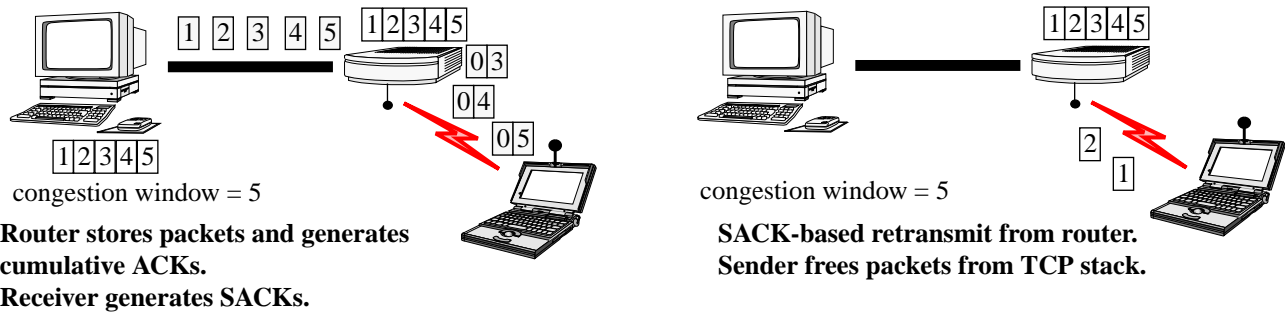 1 2 3 4 5
1 2 3 4 5
0 3
0 4
0 5
1 2 3 4 5
congestion window = 5
Router stores packets and generates
cumulative ACKs.
Receiver generates SACKs.
1 2 3 4 5
2
1
congestion window = 5
SACK-based retransmit from router.
Sender frees packets from TCP stack.